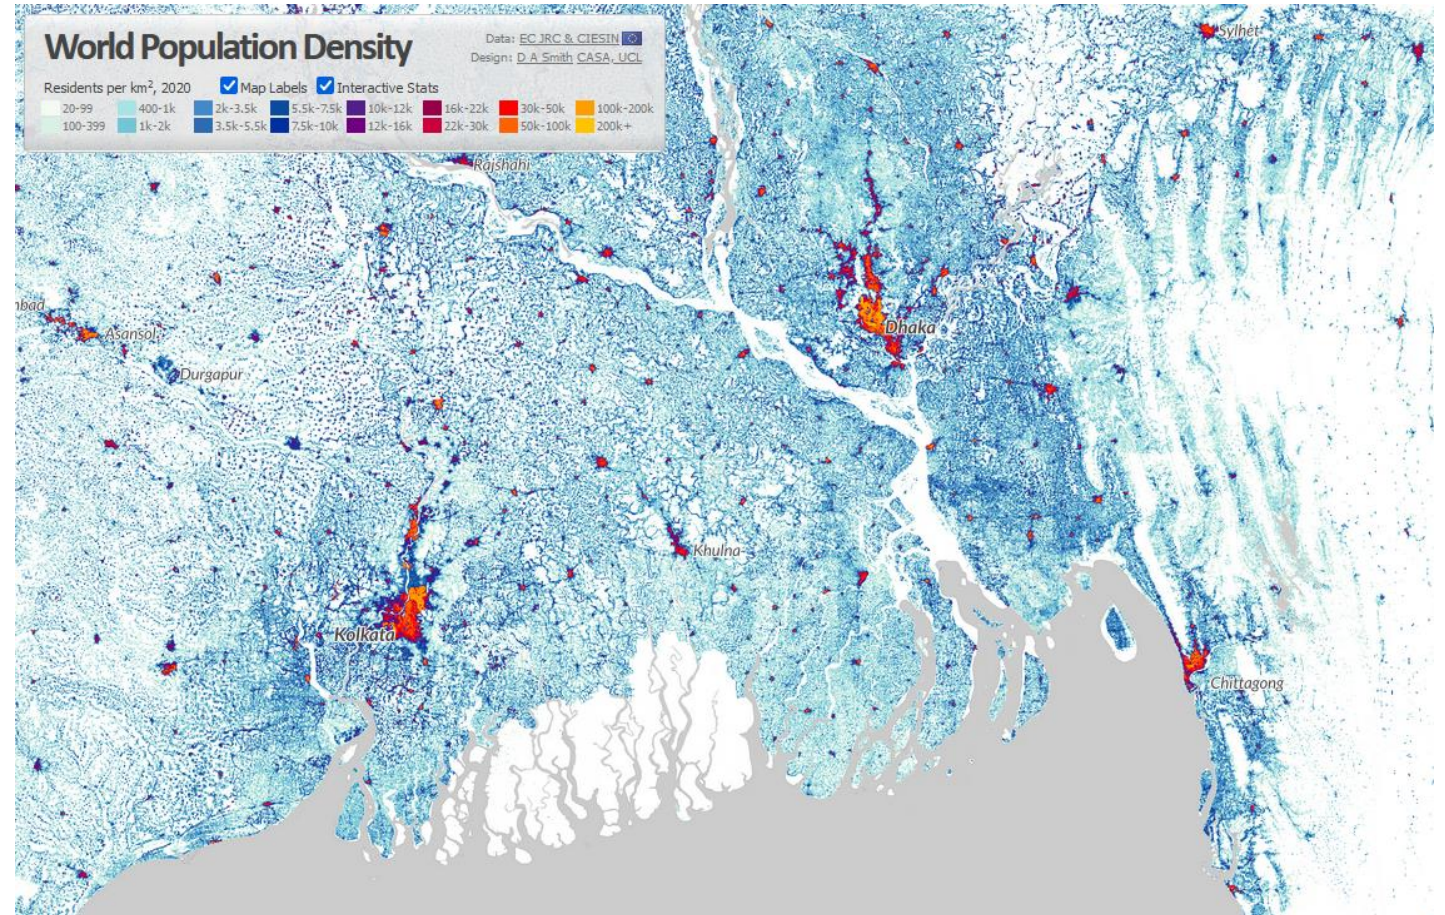 World Population Density
Data: EC JRC & CIESIN
Design: D A Smith CASA, UCL
Residents per km², 2020 Map Labels Interactive Stats
20-99 400-1k 2k-3.5k 5.5k-7.5k 10k-12k 16k-22k 30k-50k 100k-200k
100-399 1k-2k 3.5k-5.5k 7.5k-10k 12k-16k 22k-30k 50k-100k 200k+
Sylhet
Rajshahi
nbad
Asansol
Dhaka
Durgapur
Khulna
Kolkata
Chittagong